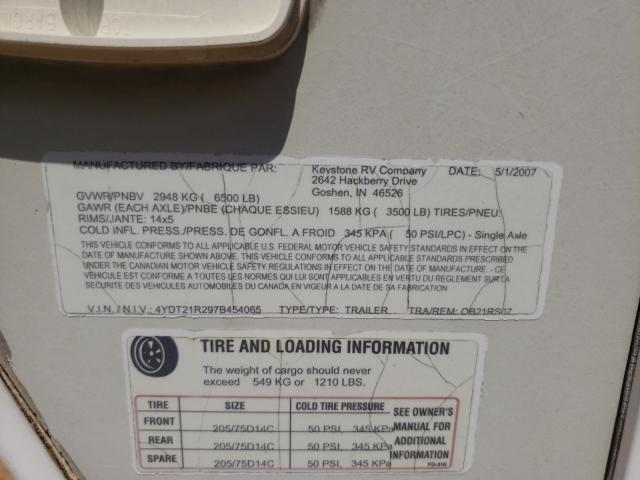 MANUFACTURED BY/FABRIQUE PAR: Keystone RV Company DATE: 5/1/2007
2642 Hackberry Drive
Goshen, IN 46526
GVWR/PNBV 2948 KG ( 6500 LB)
GAWR (EACH AXLE)/PNBE (CHAQUE ESSIEU) 1588 KG ( 3500 LB) TIRES/PNEU:
RIMS/JANTE: 14x5
COLD INFL. PRESS./PRESS. DE GONFL. A FROID 345 KPA ( 50 PSI/LPC) - Single Axle
THIS VEHICLE CONFORMS TO ALL APPLICABLE U.S. FEDERAL MOTOR VEHICLE SAFETY STANDARDS IN EFFECT ON THE
DATE OF MANUFACTURE SHOWN ABOVE. THIS VEHICLE CONFORMS TO ALL APPLICABLE STANDARDS PRESCRIBED
UNDER THE CANADIAN MOTOR VEHICLE SAFETY REGULATIONS IN EFFECT ON THE DATE OF MANUFACTURE. - CE
VÉHICULE EST CONFORME A TOUTES LES NORMES QUI LUI SONT APPLICABLES EN VERTU DU REGLEMENT SUR LA
SECURITE DES VEHICULES AUTOMOBILES DU CANADA EN VIGEUR A LA DATE DE SA FABRICATION.
V.I.N. / N.I.V.: 4YDT21R297B454065 TYPE/TYPE: TRAILER TRA/REM: OB21RS07
TIRE AND LOADING INFORMATION
The weight of cargo should never
exceed 549 KG or 1210 LBS.
TIRE SIZE COLD TIRE PRESSURE
FRONT 205/75D14C 50 PSI, 345 KPa
REAR 205/75D14C 50 PSI, 345 KPa
SPARE 205/75D14C 50 PSI, 345 KPa
SEE OWNER'S
MANUAL FOR
ADDITIONAL
INFORMATION
FO-316